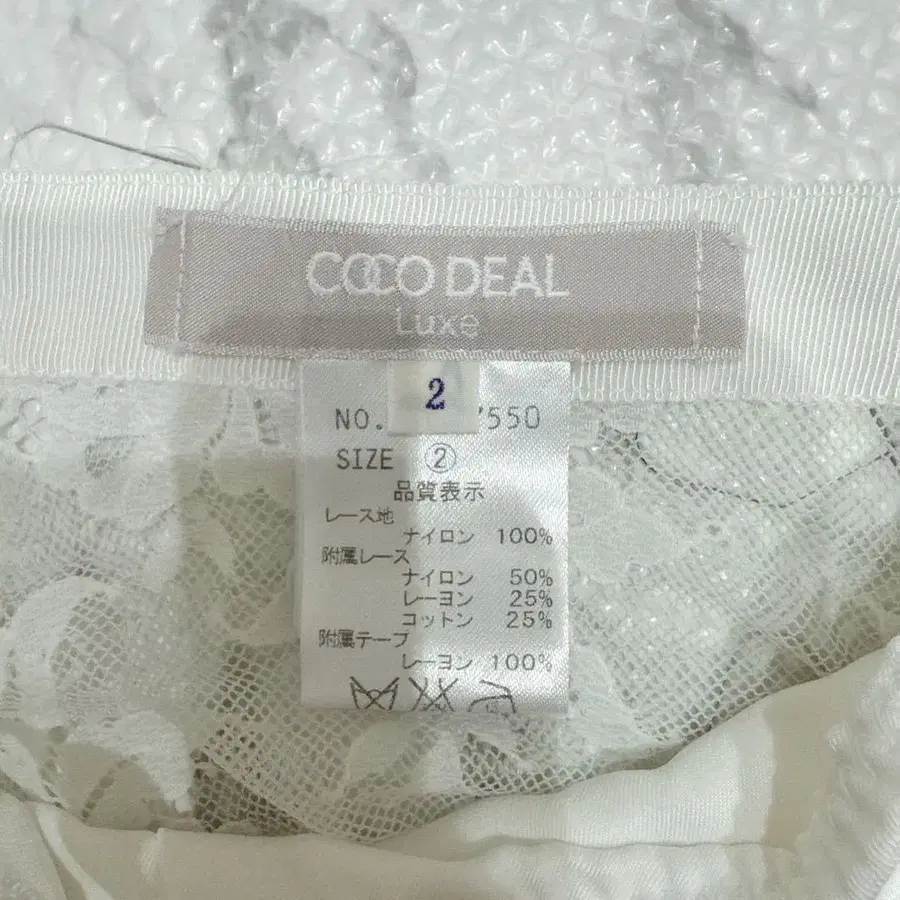 COCO DEAL
Luxe
2
NO. 7550
SIZE ②
品質表示
レース地
ナイロン 100%
附属レース
ナイロン 50%
レーヨン 25%
コットン 25%
附属テープ
レーヨン 100%